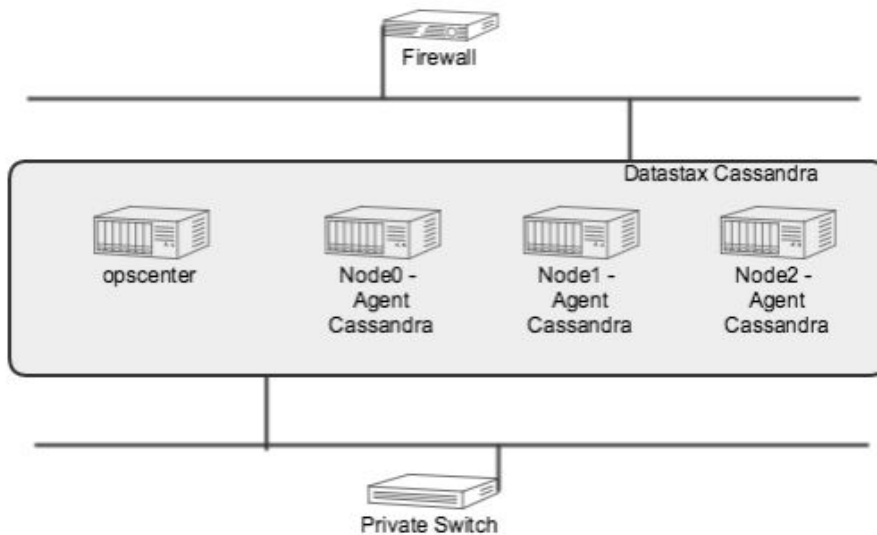 Firewall
Datastax Cassandra
opscenter
Node0 -
Agent
Cassandra
Node1 -
Agent
Cassandra
Node2 -
Agent
Cassandra
Private Switch